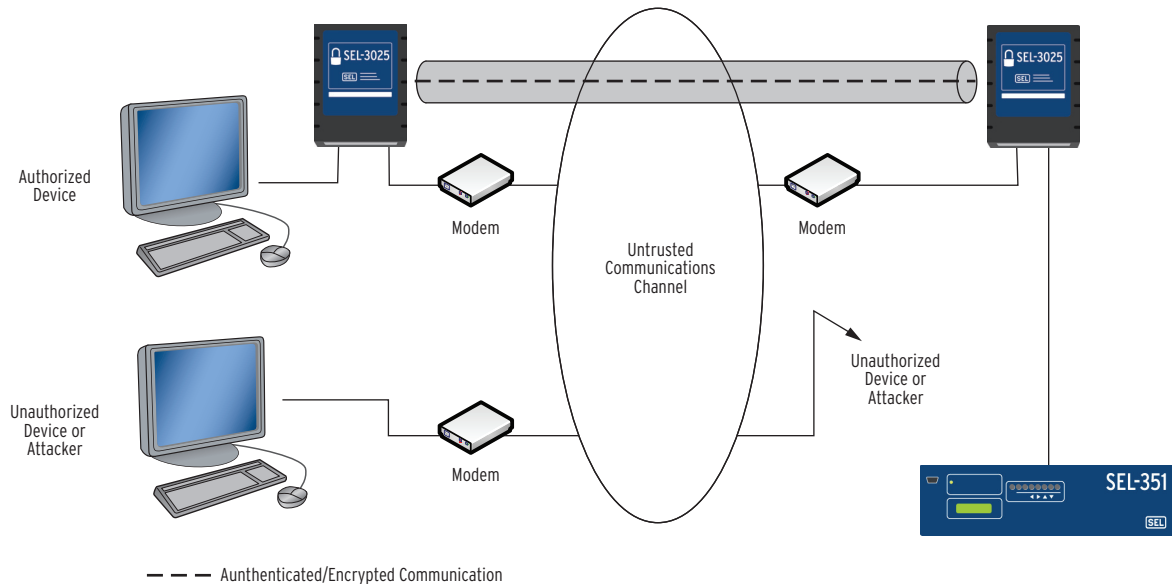 SEL-3025
SEL
SEL-3025
SEL
Authorized
Device
Modem
Modem
Untrusted
Communications
Channel
Unauthorized
Device or
Attacker
Unauthorized
Device or
Attacker
Modem
SEL-351
SEL
Aunthenticated/Encrypted Communication